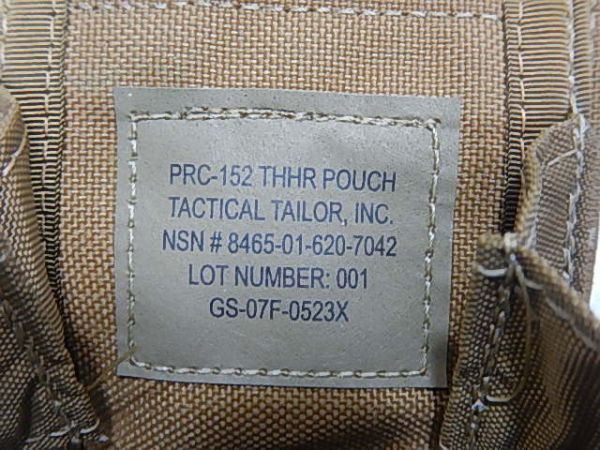 PRC-152 THHR POUCH
TACTICAL TAILOR, INC.
NSN # 8465-01-620-7042
LOT NUMBER: 001
GS-07F-0523X